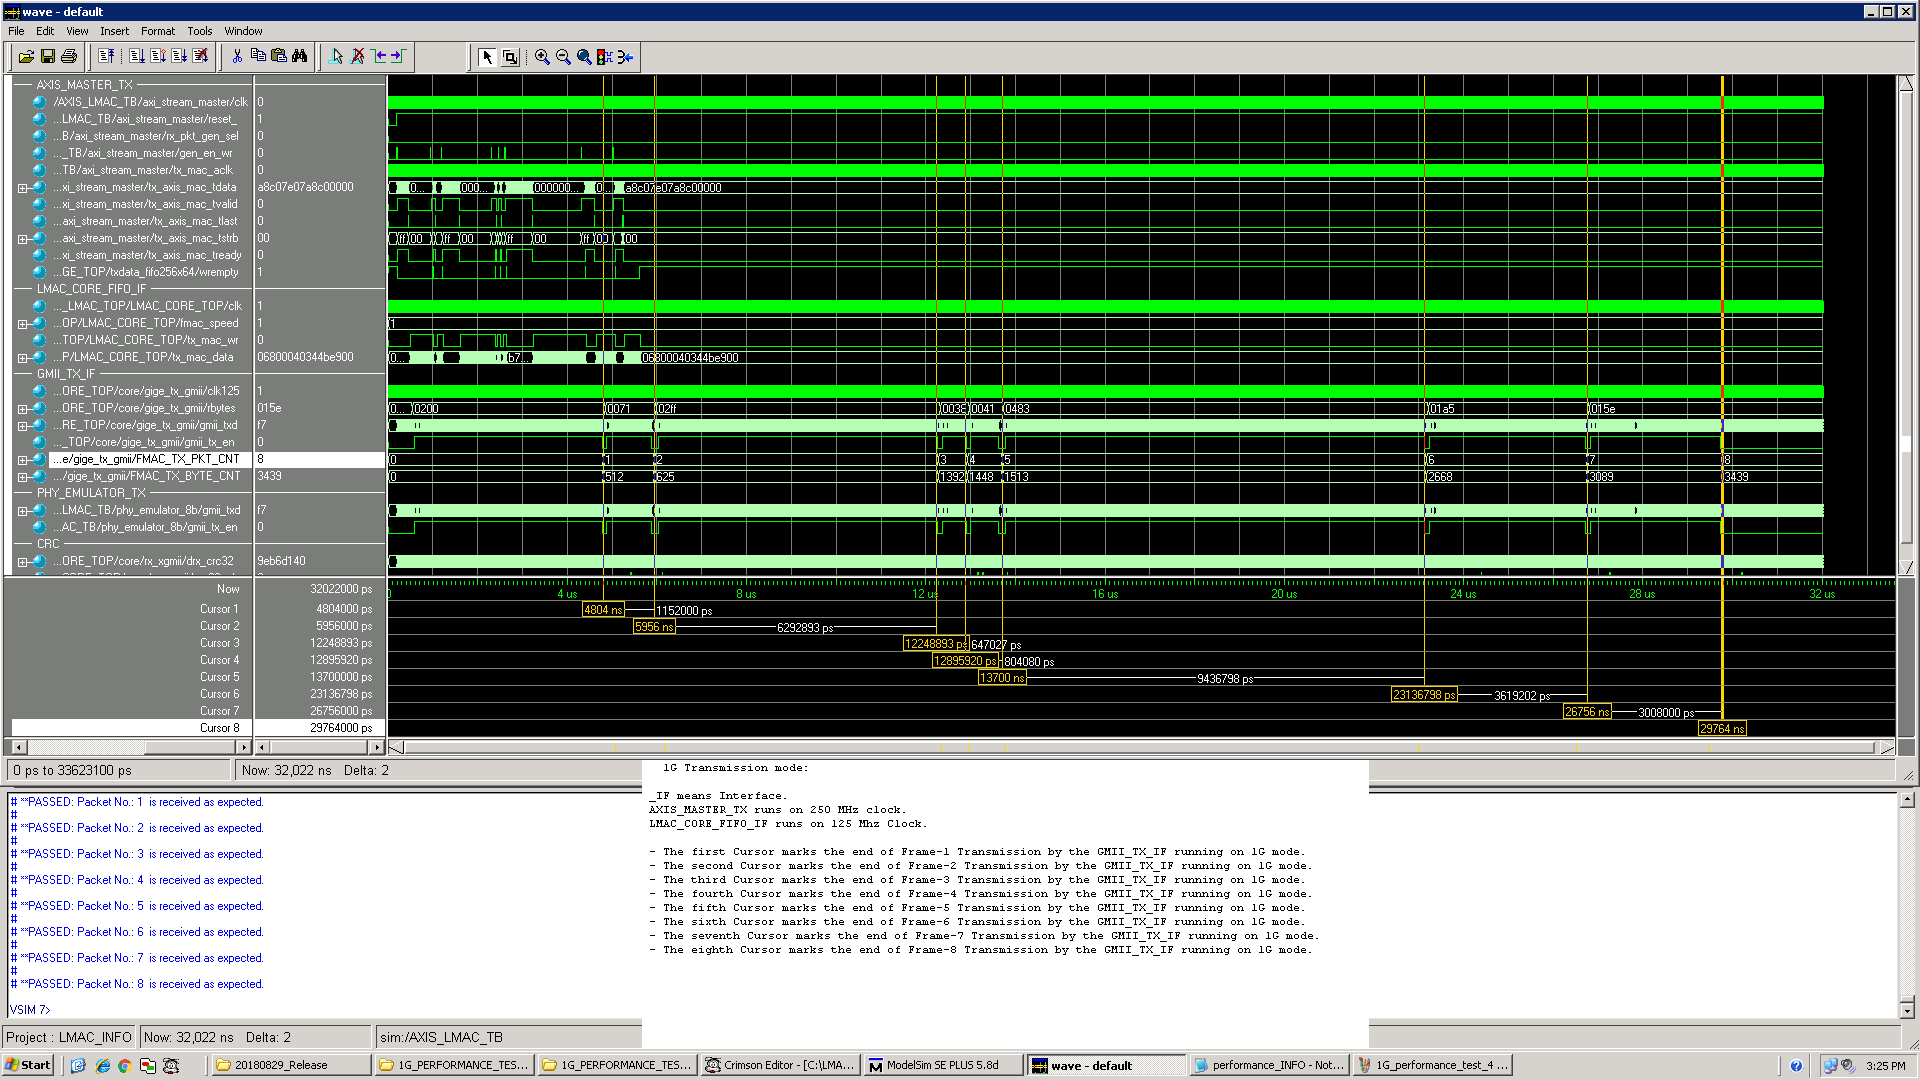 wave - default
File Edit View Insert Format Tools Window
AXIS_MASTER_TX
/AXIS_LMAC_TB/axi_stream_master/clk 0
...LMAC_TB/axi_stream_master/reset_ 1
...B/axi_stream_master/rx_pkt_gen_sel 0
..._TB/axi_stream_master/gen_en_wr 0
...TB/axi_stream_master/tx_mac_aclk 0
...xi_stream_master/tx_axis_mac_tdata a8c07e07a8c00000 0... 000... 000000... 0... a8c07e07a8c00000
...xi_stream_master/tx_axis_mac_tvalid 0
...axi_stream_master/tx_axis_mac_tlast 0
...axi_stream_master/tx_axis_mac_tstrb 00 ff 00 ff 00 ff 00 ff 00 00
...xi_stream_master/tx_axis_mac_tready 0
...GE_TOP/txdata_fifo256x64/wrempty 1
LMAC_CORE_FIFO_IF
..._LMAC_TOP/LMAC_CORE_TOP/clk 1
...OP/LMAC_CORE_TOP/fmac_speed 1 1
...TOP/LMAC_CORE_TOP/tx_mac_wr 0
...P/LMAC_CORE_TOP/tx_mac_data 06800040344be900 0... b7... 06800040344be900
GMII_TX_IF
...ORE_TOP/core/gige_tx_gmii/clk125 1
...ORE_TOP/core/gige_tx_gmii/rbytes 015e 0... 0200 0071 02ff 0038 0041 0483 01a5 015e
...RE_TOP/core/gige_tx_gmii/gmii_txd f7
..._TOP/core/gige_tx_gmii/gmii_tx_en 0
...e/gige_tx_gmii/FMAC_TX_PKT_CNT 8 0 1 2 3 4 5 6 7 8
.../gige_tx_gmii/FMAC_TX_BYTE_CNT 3439 0 512 625 1392 1448 1513 2668 3089 3439
PHY_EMULATOR_TX
...LMAC_TB/phy_emulator_8b/gmii_txd f7
...AC_TB/phy_emulator_8b/gmii_tx_en 0
CRC
...ORE_TOP/core/rx_xgmii/drx_crc32 9eb6d140
Now 32022000 ps 0 4 us 8 us 12 us 16 us 20 us 24 us 28 us 32 us
Cursor 1 4804000 ps 4804 ns 1152000 ps
Cursor 2 5956000 ps 5956 ns 6292893 ps
Cursor 3 12248893 ps 12248893 ps 647027 ps
Cursor 4 12895920 ps 12895920 ps 804080 ps
Cursor 5 13700000 ps 13700 ns 9436798 ps
Cursor 6 23136798 ps 23136798 ps 3619202 ps
Cursor 7 26756000 ps 26756 ns 3008000 ps
Cursor 8 29764000 ps 29764 ns
0 ps to 33623100 ps Now: 32,022 ns Delta: 2
1G Transmission mode:
_IF means Interface.
AXIS_MASTER_TX runs on 250 MHz clock.
LMAC_CORE_FIFO_IF runs on 125 Mhz Clock.
- The first Cursor marks the end of Frame-1 Transmission by the GMII_TX_IF running on 1G mode.
- The second Cursor marks the end of Frame-2 Transmission by the GMII_TX_IF running on 1G mode.
- The third Cursor marks the end of Frame-3 Transmission by the GMII_TX_IF running on 1G mode.
- The fourth Cursor marks the end of Frame-4 Transmission by the GMII_TX_IF running on 1G mode.
- The fifth Cursor marks the end of Frame-5 Transmission by the GMII_TX_IF running on 1G mode.
- The sixth Cursor marks the end of Frame-6 Transmission by the GMII_TX_IF running on 1G mode.
- The seventh Cursor marks the end of Frame-7 Transmission by the GMII_TX_IF running on 1G mode.
- The eighth Cursor marks the end of Frame-8 Transmission by the GMII_TX_IF running on 1G mode.
# **PASSED: Packet No.: 1 is received as expected.
#
# **PASSED: Packet No.: 2 is received as expected.
#
# **PASSED: Packet No.: 3 is received as expected.
#
# **PASSED: Packet No.: 4 is received as expected.
#
# **PASSED: Packet No.: 5 is received as expected.
#
# **PASSED: Packet No.: 6 is received as expected.
#
# **PASSED: Packet No.: 7 is received as expected.
#
# **PASSED: Packet No.: 8 is received as expected.
VSIM 7>
Project : LMAC_INFO Now: 32,022 ns Delta: 2 sim:/AXIS_LMAC_TB
Start 20180829_Release 1G_PERFORMANCE_TES... 1G_PERFORMANCE_TES... Crimson Editor - [C:\LMA... ModelSim SE PLUS 5.8d wave - default performance_INFO - Not... 1G_performance_test_4 ... 3:25 PM